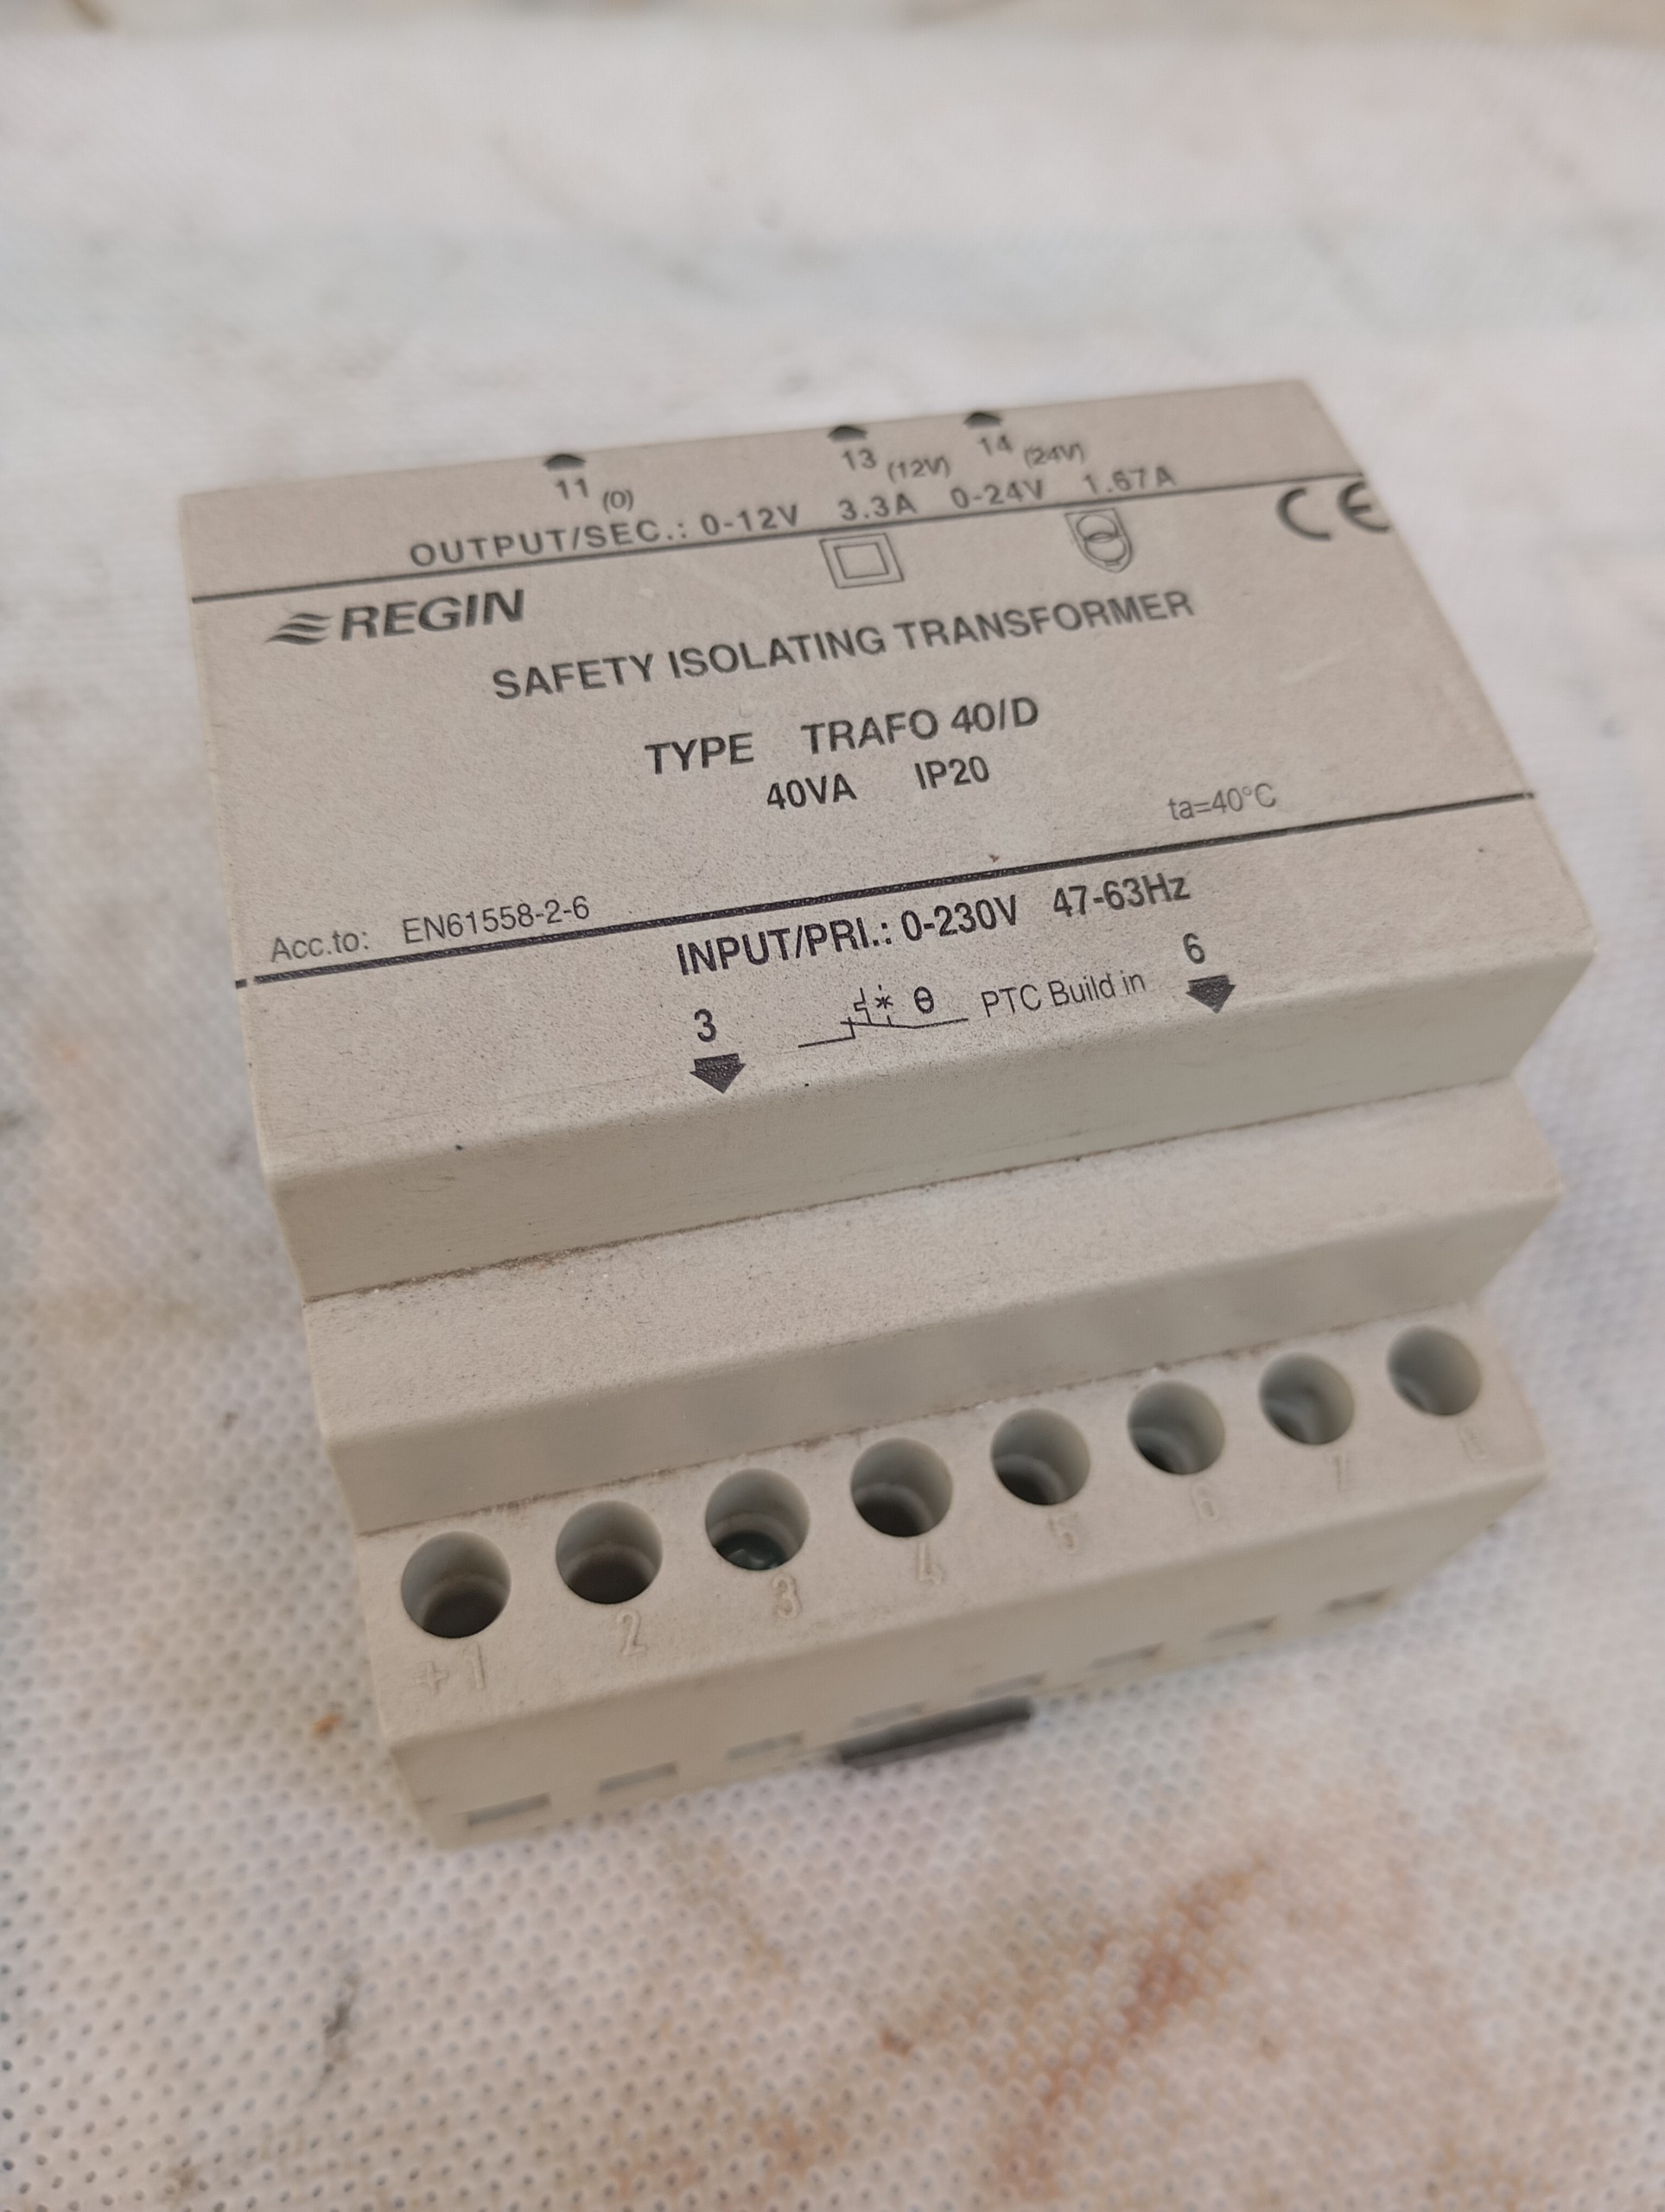 11 (0) 13 (12V) 14 (24V)
OUTPUT/SEC.: 0-12V 3.3A 0-24V 1.67A
CE
REGIN
SAFETY ISOLATING TRANSFORMER
TYPE TRAFO 40/D
40VA IP20
ta=40°C
Acc.to: EN61558-2-6
INPUT/PRI.: 0-230V 47-63Hz
3 θ PTC Build in 6
+1 2 3 4 5 6 7 8